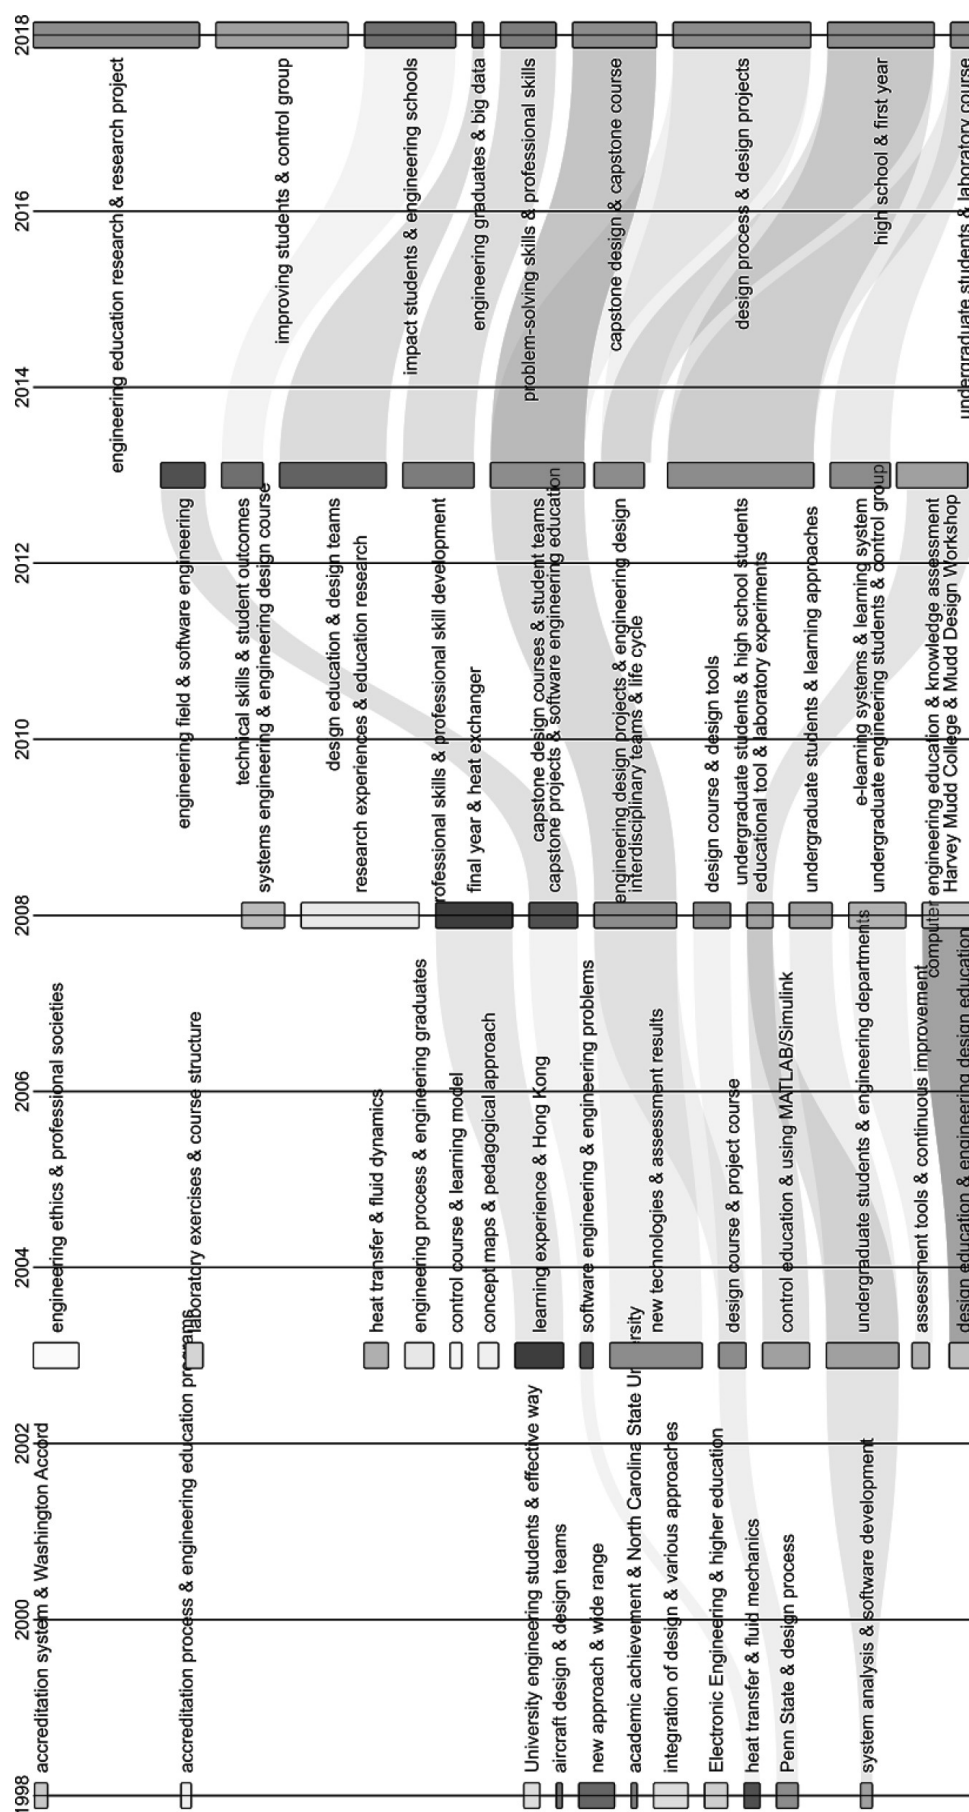 2018
engineering education research & research project
improving students & control group
impact students & engineering schools
engineering graduates & big data
problem-solving skills & professional skills
capstone design & capstone course
design process & design projects
high school & first year
undergraduate students & laboratory course
2016
2014
engineering field & software engineering
technical skills & student outcomes
systems engineering & engineering design course
design education & design teams
research experiences & education research
rofessional skills & professional skill development
final year & heat exchanger
capstone design courses & student teams
capstone projects & software engineering education
engineering design projects & engineering design
interdisciplinary teams & life cycle
design course & design tools
undergraduate students & high school students
educational tool & laboratory experiments
undergraduate students & learning approaches
e-learning systems & learning system
undergraduate engineering students & control group
computer engineering education & knowledge assessment
Harvey Mudd College & Mudd Design Workshop
2012
2010
2008
engineering ethics & professional societies
laboratory exercises & course structure
heat transfer & fluid dynamics
engineering process & engineering graduates
control course & learning model
concept maps & pedagogical approach
learning experience & Hong Kong
software engineering & engineering problems
new technologies & assessment results
design course & project course
control education & using MATLAB/Simulink
undergraduate students & engineering departments
assessment tools & continuous improvement
design education & engineering design education
2006
2004
2002
accreditation system & Washington Accord
accreditation process & engineering education programs
University engineering students & effective way
aircraft design & design teams
new approach & wide range
academic achievement & North Carolina State University
integration of design & various approaches
Electronic Engineering & higher education
heat transfer & fluid mechanics
Penn State & design process
system analysis & software development
2000
1998